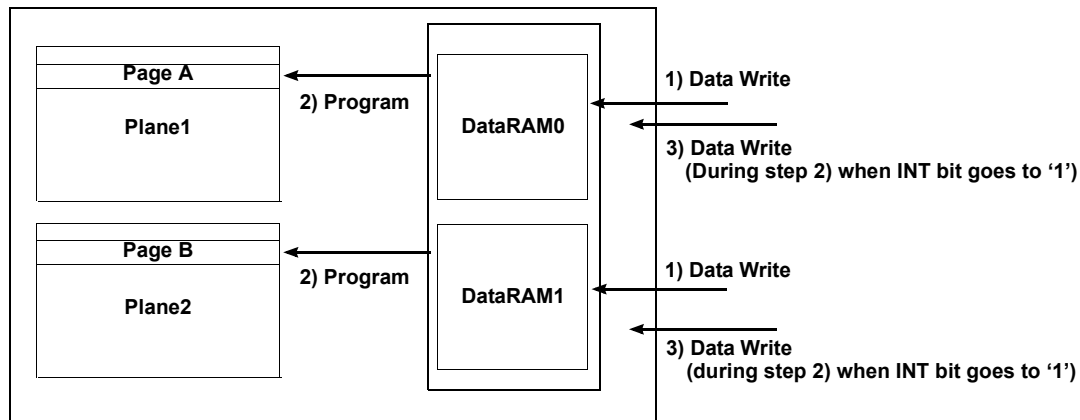 Page A
Plane1
2) Program
DataRAM0
1) Data Write
3) Data Write
(During step 2) when INT bit goes to ‘1’)
Page B
Plane2
2) Program
DataRAM1
1) Data Write
3) Data Write
(during step 2) when INT bit goes to ‘1’)